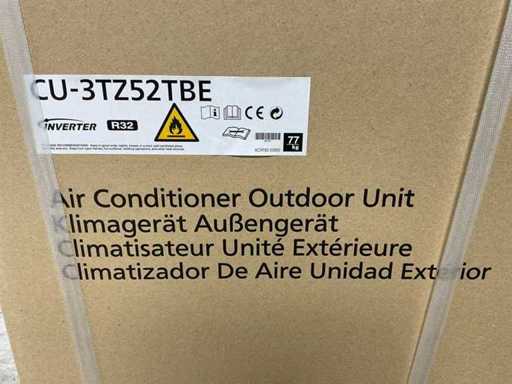 CU-3TZ52TBE
INVERTER R32
CE
77 kg
Air Conditioner Outdoor Unit
Klimagerät Außengerät
Climatisateur Unité Extérieure
Climatizador De Aire Unidad Exterior